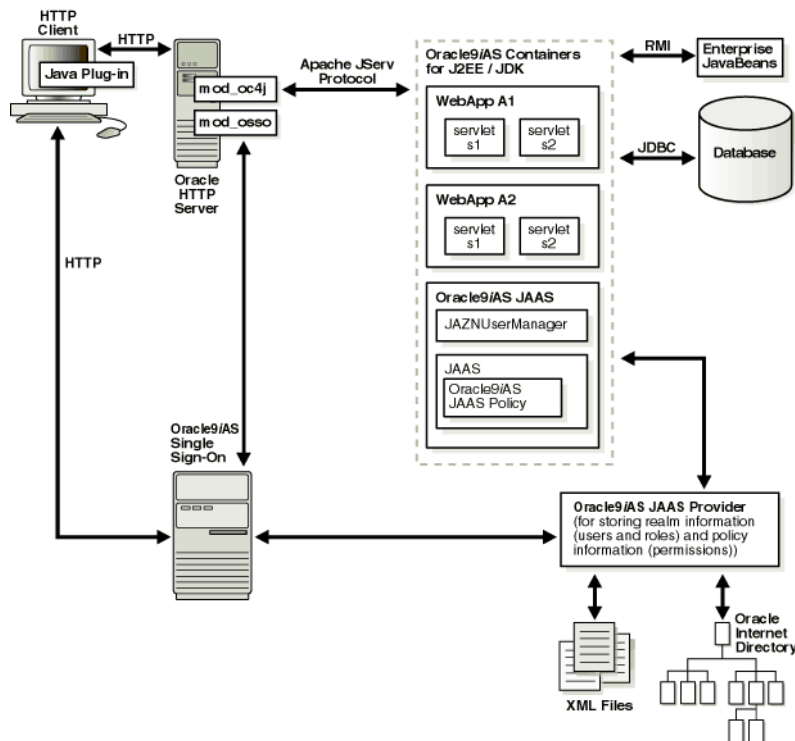 HTTP
Client
Java Plug-in
HTTP
mod_oc4j
mod_osso
Oracle
HTTP
Server
Apache JServ
Protocol
Oracle9iAS Containers
for J2EE / JDK
WebApp A1
servlet
s1
servlet
s2
WebApp A2
servlet
s1
servlet
s2
Oracle9iAS JAAS
JAZNUserManager
JAAS
Oracle9iAS
JAAS Policy
RMI
Enterprise
JavaBeans
JDBC
Database
HTTP
Oracle9iAS
Single
Sign-On
Oracle9iAS JAAS Provider
(for storing realm information
(users and roles) and policy
information (permissions))
XML Files
Oracle
Internet
Directory